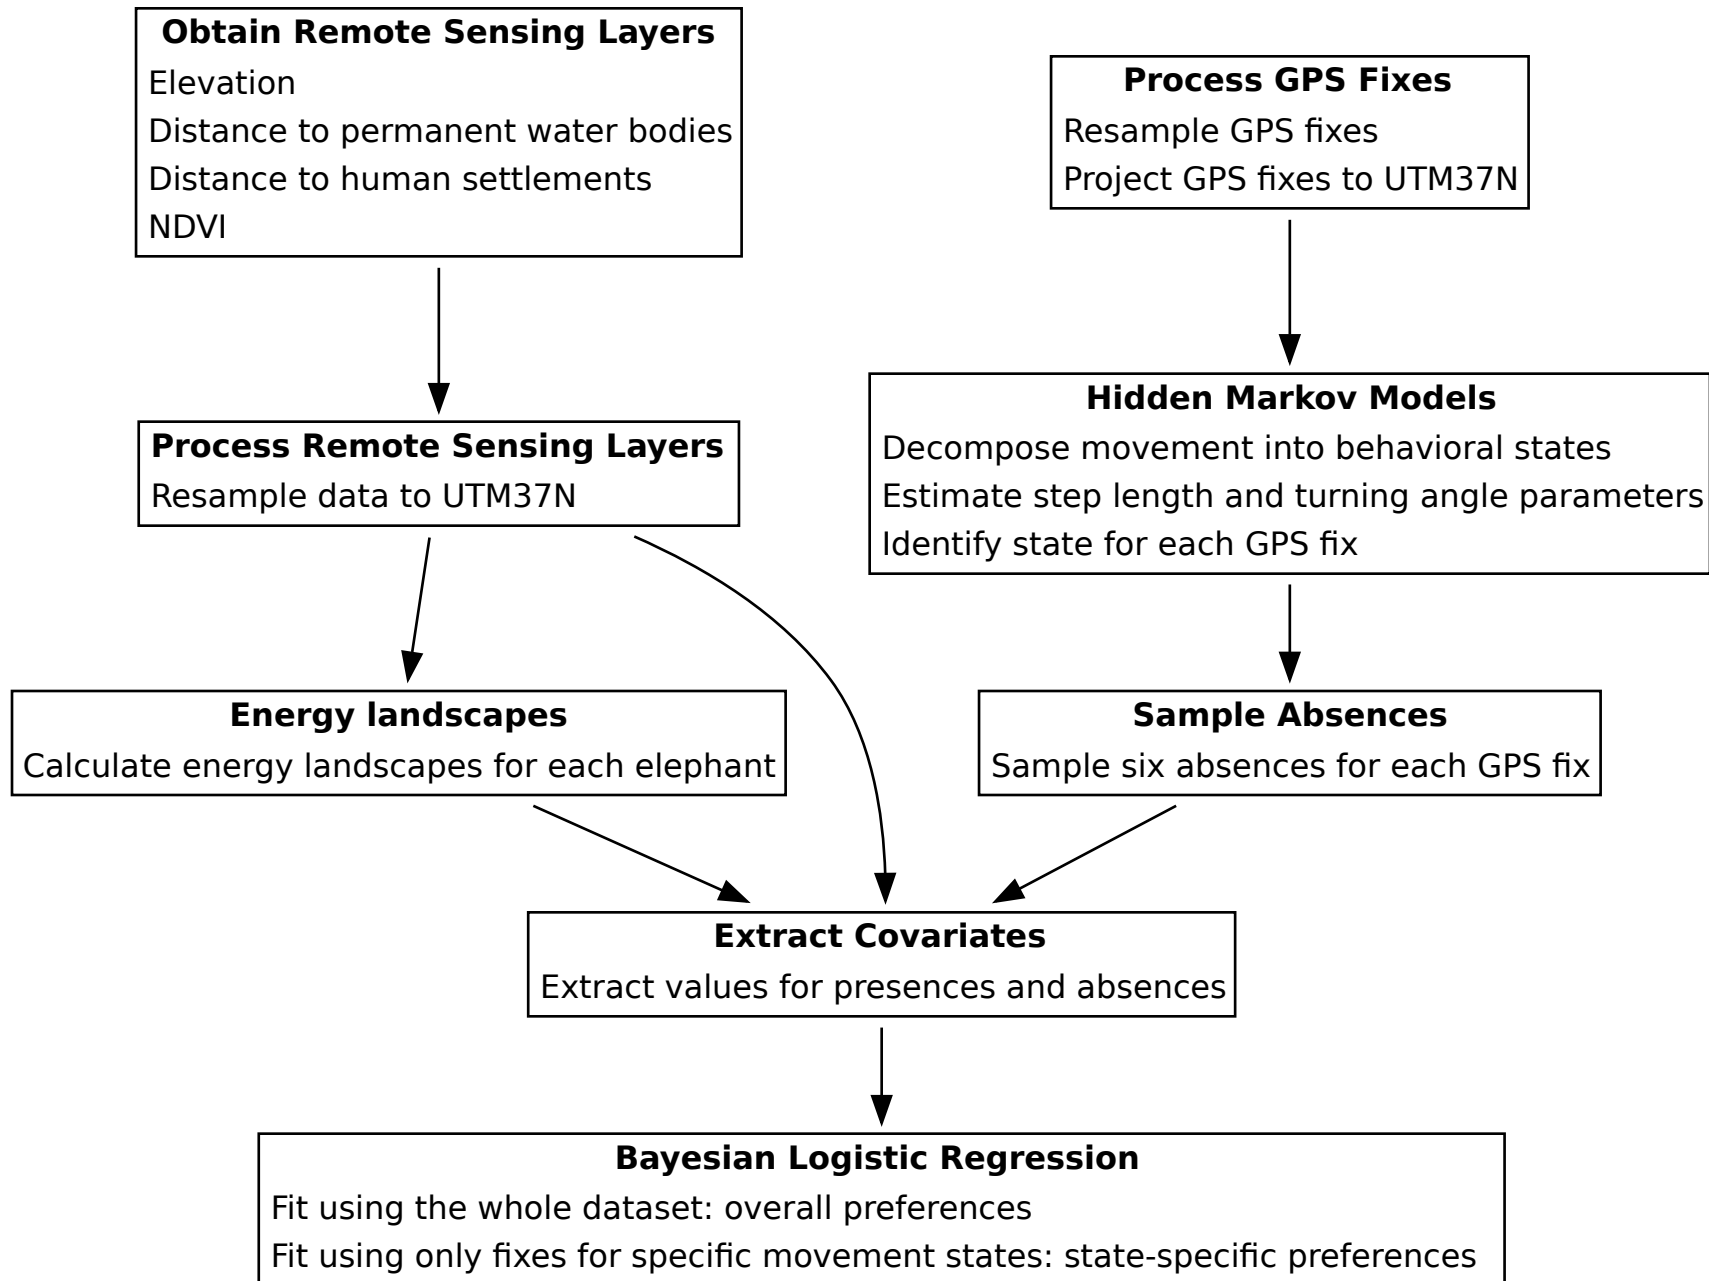 Obtain Remote Sensing Layers
Elevation
Distance to permanent water bodies
Distance to human settlements
NDVI
Process GPS Fixes
Resample GPS fixes
Project GPS fixes to UTM37N
Hidden Markov Models
Decompose movement into behavioral states
Estimate step length and turning angle parameters
Identify state for each GPS fix
Process Remote Sensing Layers
Resample data to UTM37N
Energy landscapes
Calculate energy landscapes for each elephant
Sample Absences
Sample six absences for each GPS fix
Extract Covariates
Extract values for presences and absences
Bayesian Logistic Regression
Fit using the whole dataset: overall preferences
Fit using only fixes for specific movement states: state-specific preferences